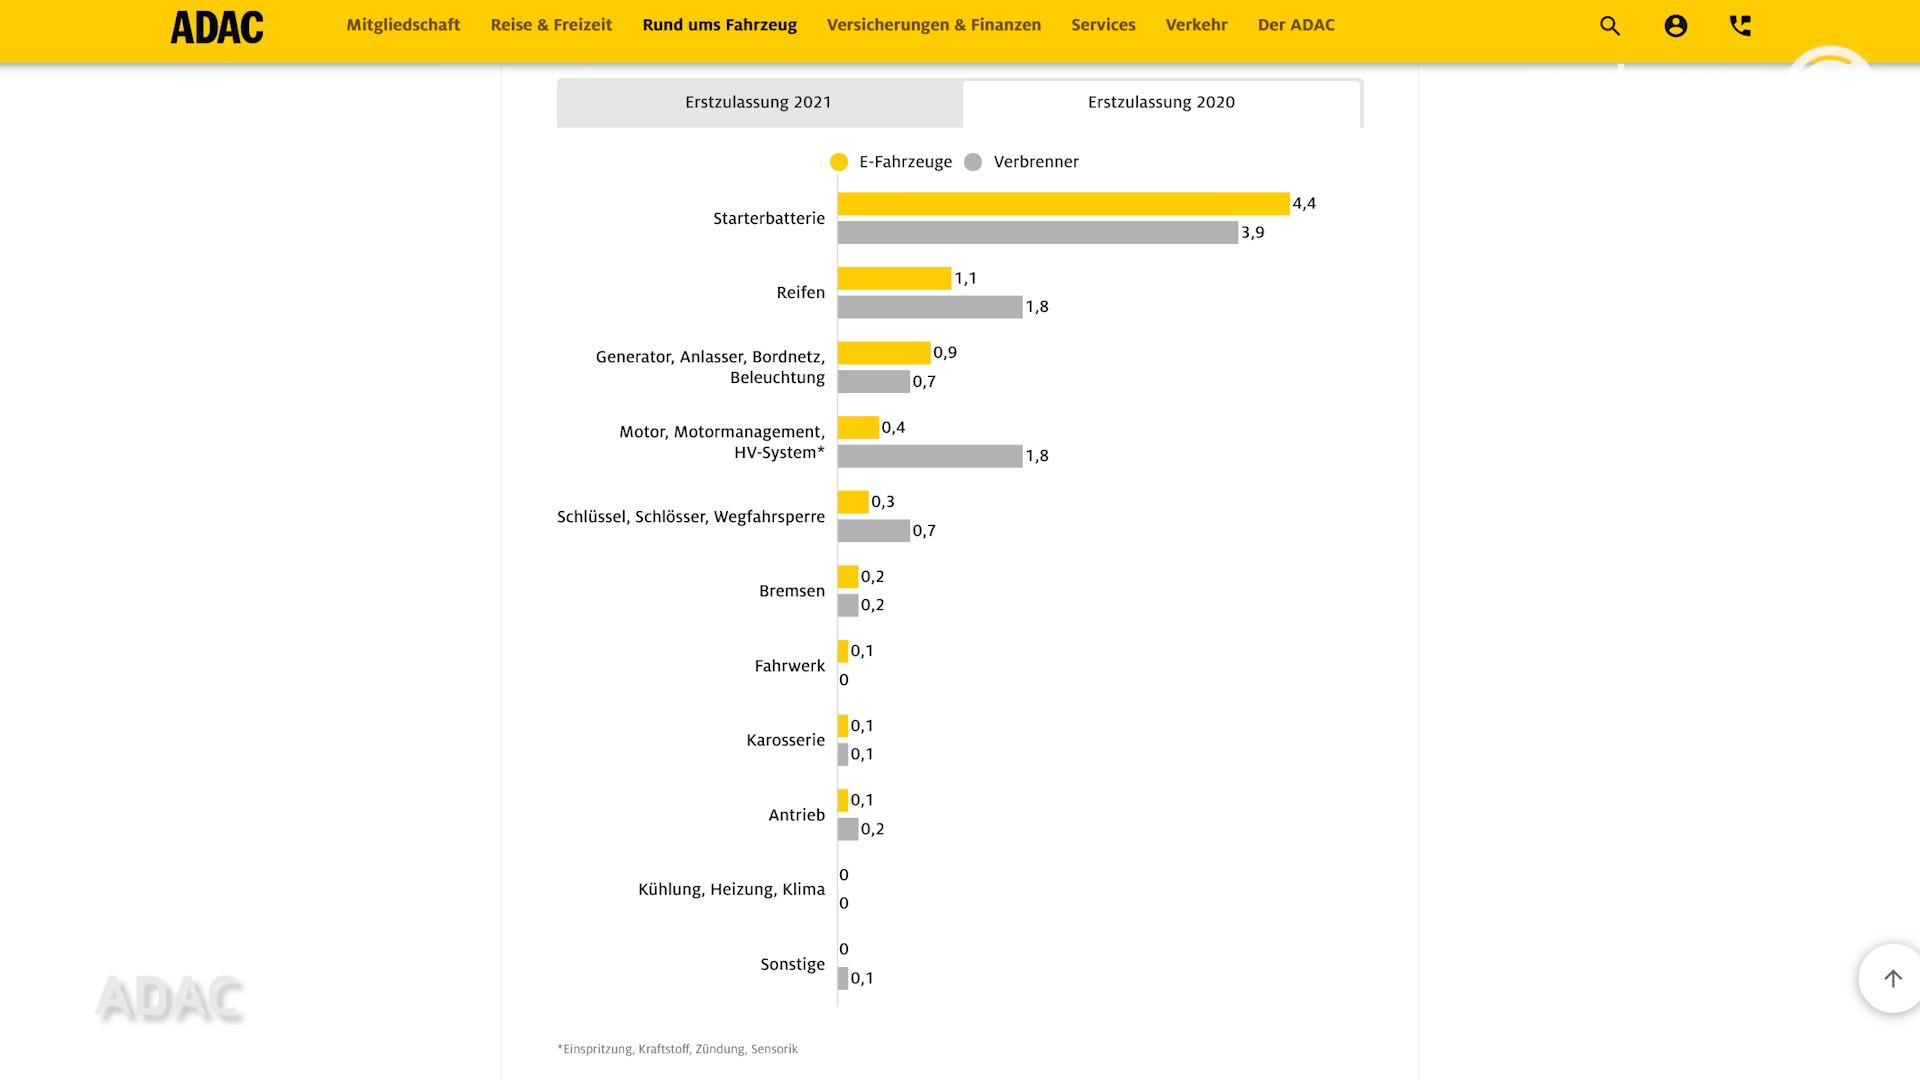 ADAC
Mitgliedschaft Reise & Freizeit Rund ums Fahrzeug Versicherungen & Finanzen Services Verkehr Der ADAC
Erstzulassung 2021 Erstzulassung 2020
E-Fahrzeuge Verbrenner
Starterbatterie
4,4
3,9
Reifen
1,1
1,8
Generator, Anlasser, Bordnetz,
Beleuchtung
0,9
0,7
Motor, Motormanagement,
HV-System*
0,4
1,8
Schlüssel, Schlösser, Wegfahrsperre
0,3
0,7
Bremsen
0,2
0,2
Fahrwerk
0,1
0
Karosserie
0,1
0,1
Antrieb
0,1
0,2
Kühlung, Heizung, Klima
0
0
Sonstige
0
0,1
ADAC
*Einspritzung, Kraftstoff, Zündung, Sensorik